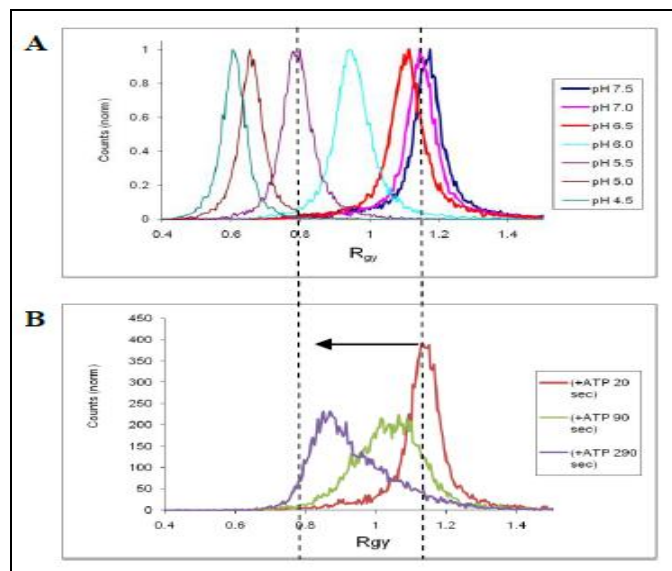 A
Counts (norm)
1
0.8
0.6
0.4
0.2
0
0.4 0.6 0.8 1 1.2 1.4
Rgy
pH 7.5
pH 7.0
pH 6.5
pH 6.0
pH 5.5
pH 5.0
pH 4.5
B
Counts (norm)
450
400
350
300
250
200
150
100
50
0
0.4 0.6 0.8 1 1.2 1.4
Rgy
(+ATP 20
sec)
(+ATP 90
sec)
(+ATP 290
sec)